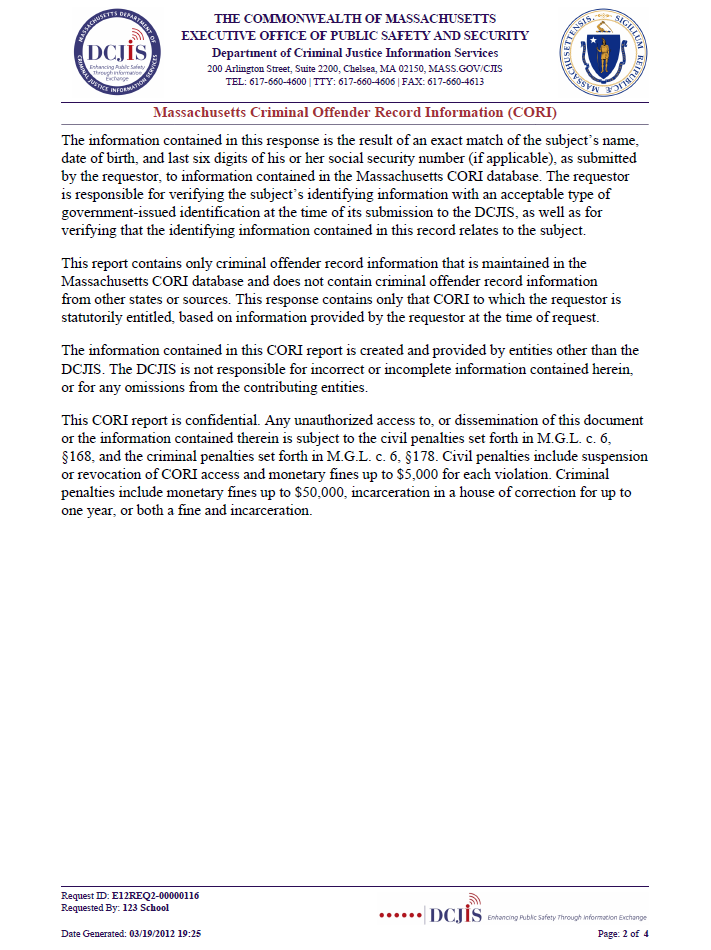 MASSACHUSETTS DEPARTMENT OF
CRIMINAL JUSTICE INFORMATION SERVICES
DCJIS
Enhancing Public Safety
Through Information
Exchange
THE COMMONWEALTH OF MASSACHUSETTS
EXECUTIVE OFFICE OF PUBLIC SAFETY AND SECURITY
Department of Criminal Justice Information Services
200 Arlington Street, Suite 2200, Chelsea, MA 02150, MASS.GOV/CJIS
TEL: 617-660-4600 | TTY: 617-660-4606 | FAX: 617-660-4613
SIGILLUM REIPUBLICÆ MASSACHUSETTENSIS
Massachusetts Criminal Offender Record Information (CORI)
The information contained in this response is the result of an exact match of the subject's name,
date of birth, and last six digits of his or her social security number (if applicable), as submitted
by the requestor, to information contained in the Massachusetts CORI database. The requestor
is responsible for verifying the subject's identifying information with an acceptable type of
government-issued identification at the time of its submission to the DCJIS, as well as for
verifying that the identifying information contained in this record relates to the subject.
This report contains only criminal offender record information that is maintained in the
Massachusetts CORI database and does not contain criminal offender record information
from other states or sources. This response contains only that CORI to which the requestor is
statutorily entitled, based on information provided by the requestor at the time of request.
The information contained in this CORI report is created and provided by entities other than the
DCJIS. The DCJIS is not responsible for incorrect or incomplete information contained herein,
or for any omissions from the contributing entities.
This CORI report is confidential. Any unauthorized access to, or dissemination of this document
or the information contained therein is subject to the civil penalties set forth in M.G.L. c. 6,
§168, and the criminal penalties set forth in M.G.L. c. 6, §178. Civil penalties include suspension
or revocation of CORI access and monetary fines up to $5,000 for each violation. Criminal
penalties include monetary fines up to $50,000, incarceration in a house of correction for up to
one year, or both a fine and incarceration.
Request ID: E12REQ2-00000116
Requested By: 123 School
DCJIS Enhancing Public Safety Through Information Exchange
Date Generated: 03/19/2012 19:25
Page: 2 of 4